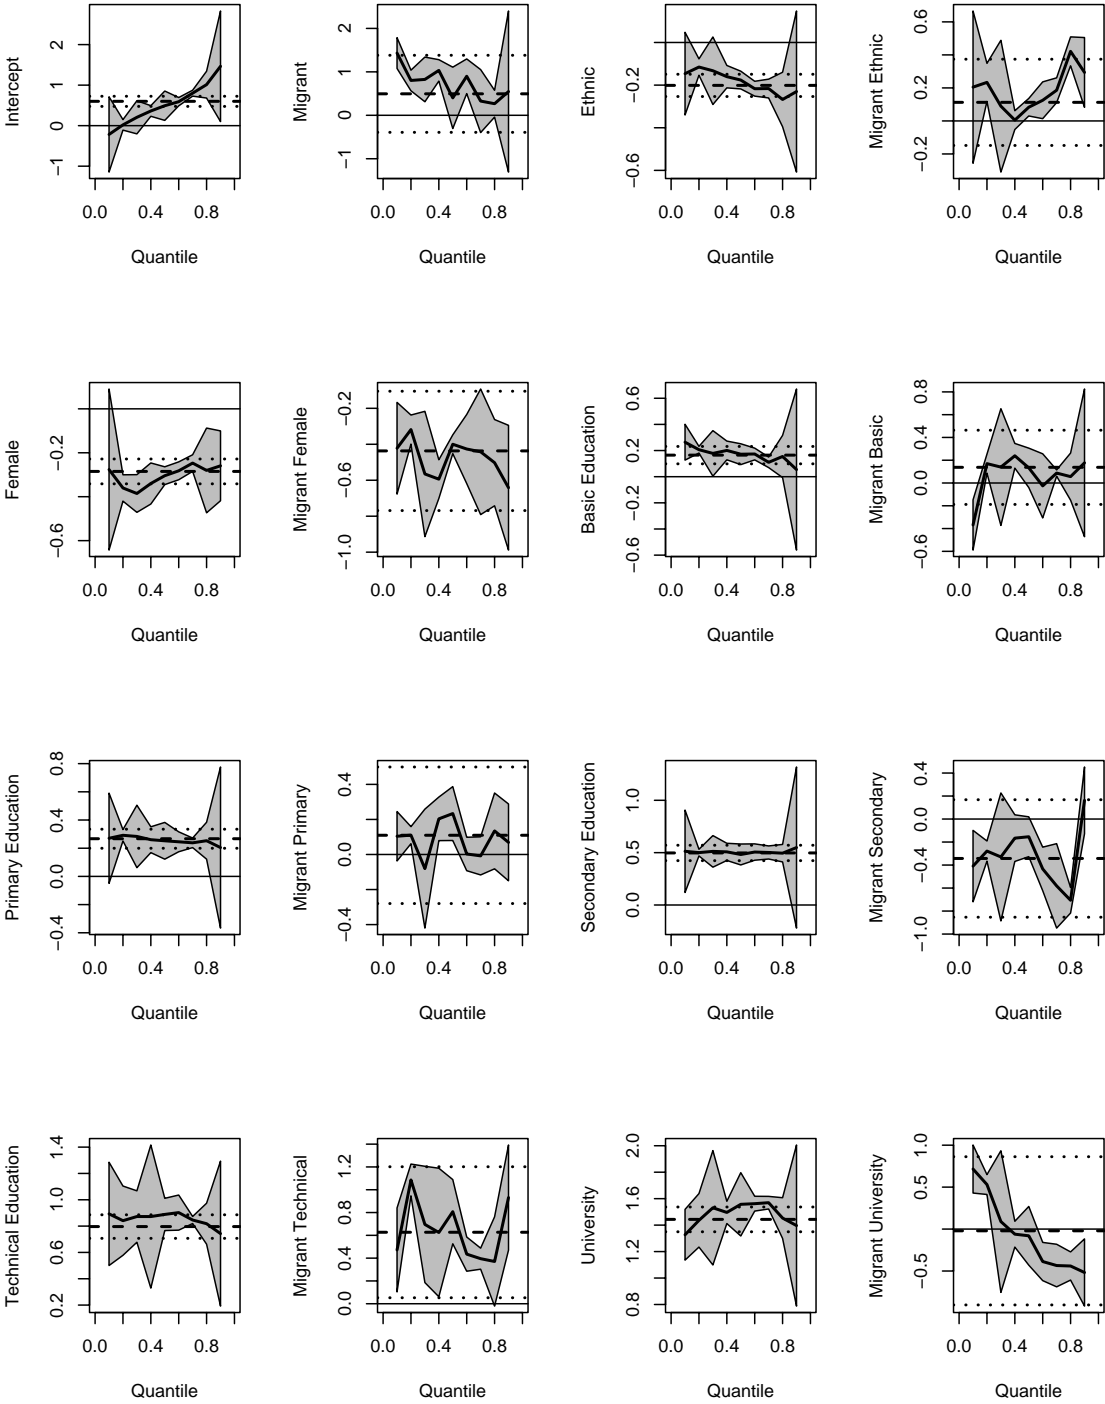 Intercept
−1 0 1 2
0.0 0.4 0.8
Quantile
Migrant
−1 0 1 2
0.0 0.4 0.8
Quantile
Ethnic
−0.6 −0.2
0.0 0.4 0.8
Quantile
Migrant Ethnic
−0.2 0.2 0.6
0.0 0.4 0.8
Quantile
Female
−0.6 −0.2
0.0 0.4 0.8
Quantile
Migrant Female
−1.0 −0.6 −0.2
0.0 0.4 0.8
Quantile
Basic Education
−0.6 −0.2 0.2 0.6
0.0 0.4 0.8
Quantile
Migrant Basic
−0.6 0.0 0.4 0.8
0.0 0.4 0.8
Quantile
Primary Education
−0.4 0.0 0.4 0.8
0.0 0.4 0.8
Quantile
Migrant Primary
−0.4 0.0 0.4
0.0 0.4 0.8
Quantile
Secondary Education
0.0 0.5 1.0
0.0 0.4 0.8
Quantile
Migrant Secondary
−1.0 −0.4 0.0 0.4
0.0 0.4 0.8
Quantile
Technical Education
0.2 0.6 1.0 1.4
0.0 0.4 0.8
Quantile
Migrant Technical
0.0 0.4 0.8 1.2
0.0 0.4 0.8
Quantile
University
0.8 1.2 1.6 2.0
0.0 0.4 0.8
Quantile
Migrant University
−0.5 0.5 1.0
0.0 0.4 0.8
Quantile